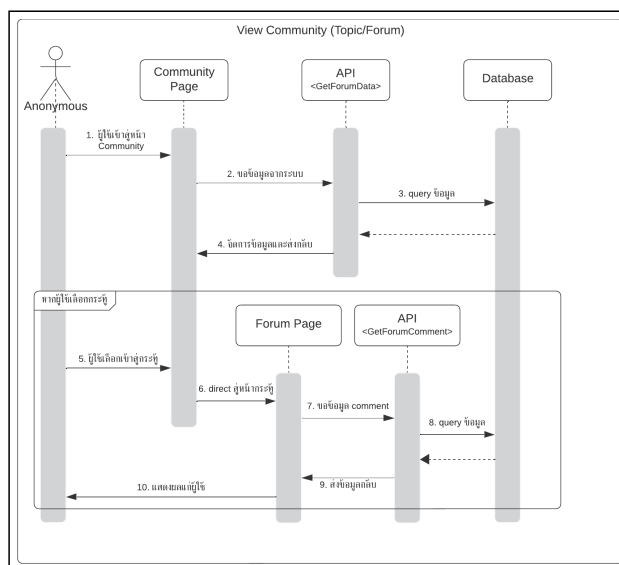 View Community (Topic/Forum)
Community
Page
API
<GetForumData>
Database
Anonymous
1. ผู้ใช้เข้าสู่หน้า
Community
2. ขอข้อมูลจากระบบ
3. query ข้อมูล
4. จัดการข้อมูลและส่งกลับ
หากผู้ใช้เลือกกระทู้
Forum Page
API
<GetForumComment>
5. ผู้ใช้เลือกเข้าสู่กระทู้
6. direct สู่หน้ากระทู้
7. ขอข้อมูล comment
8. query ข้อมูล
9. ส่งข้อมูลกลับ
10. แสดงผลแก่ผู้ใช้